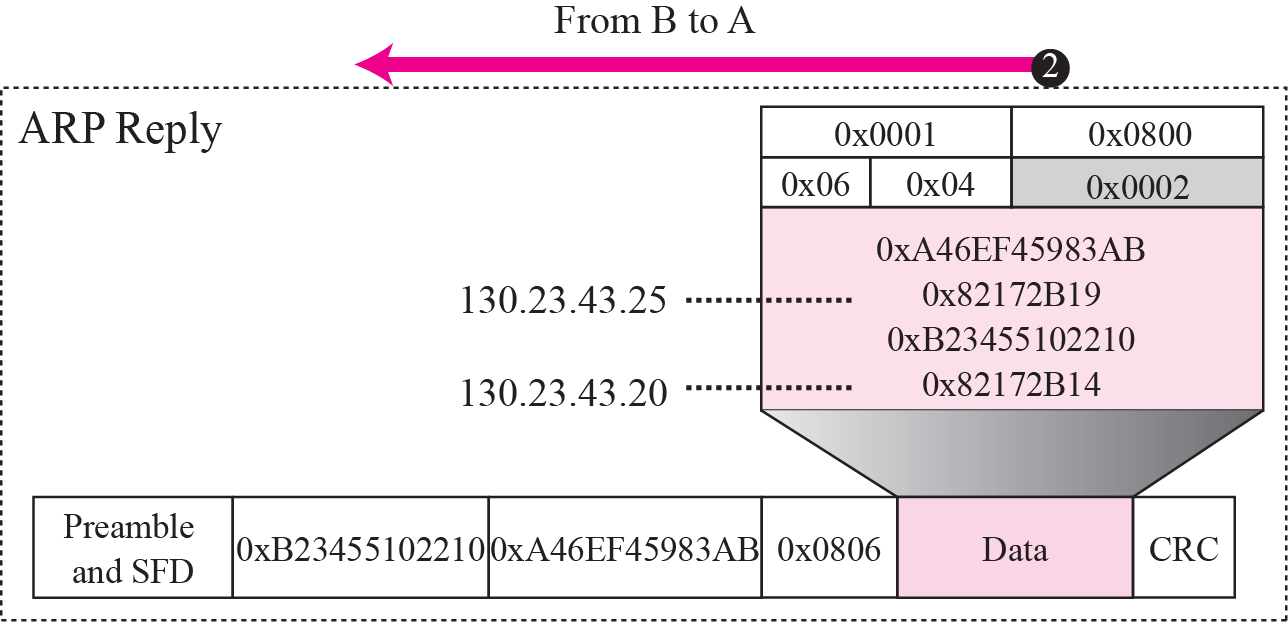 From B to A
2
ARP Reply
0x0001 0x0800
0x06 0x04 0x0002
0xA46EF45983AB
130.23.43.25 0x82172B19
0xB23455102210
130.23.43.20 0x82172B14
Preamble
and SFD
0xB23455102210 0xA46EF45983AB 0x0806 Data CRC